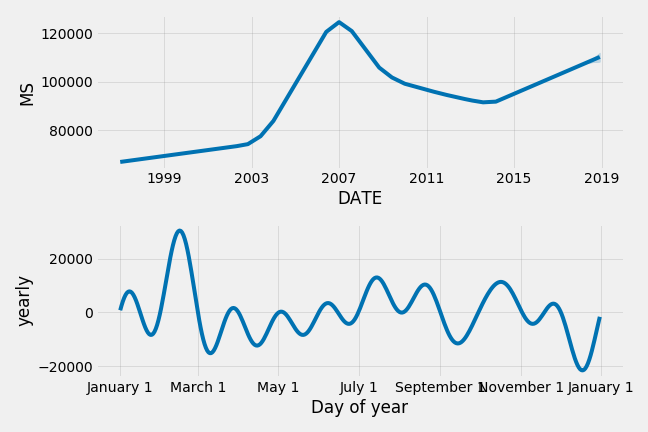 120000
100000
80000
MS
1999 2003 2007 2011 2015 2019
DATE
20000
0
−20000
yearly
January 1 March 1 May 1 July 1 September 1 November 1 January 1
Day of year